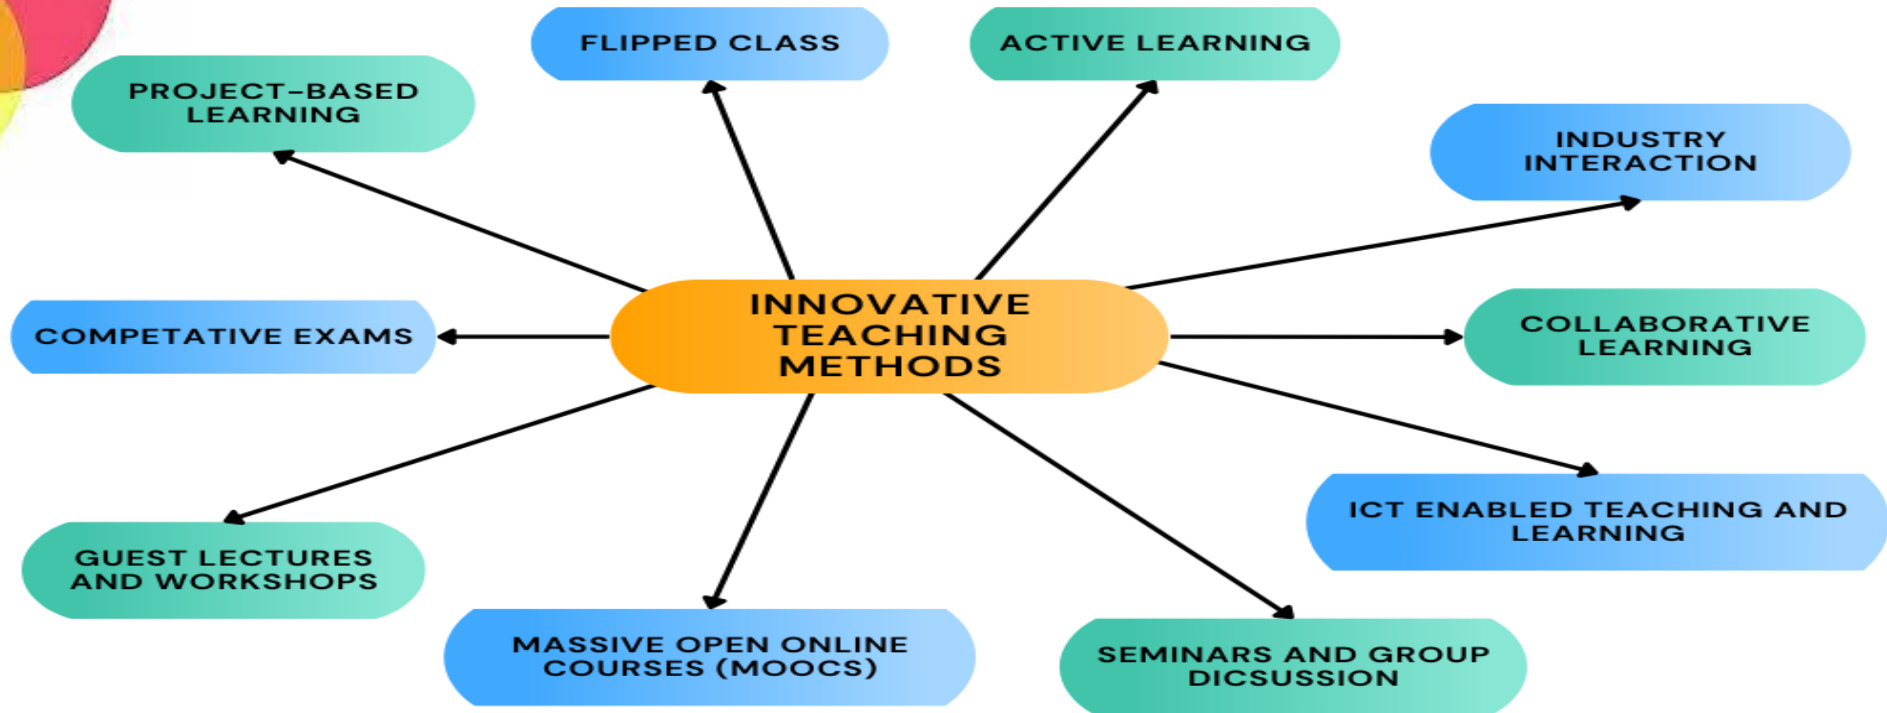 FLIPPED CLASS
ACTIVE LEARNING
PROJECT-BASED
LEARNING
INDUSTRY
INTERACTION
INNOVATIVE
TEACHING
METHODS
COMPETATIVE EXAMS
COLLABORATIVE
LEARNING
ICT ENABLED TEACHING AND
LEARNING
GUEST LECTURES
AND WORKSHOPS
MASSIVE OPEN ONLINE
COURSES (MOOCS)
SEMINARS AND GROUP
DICSUSSION